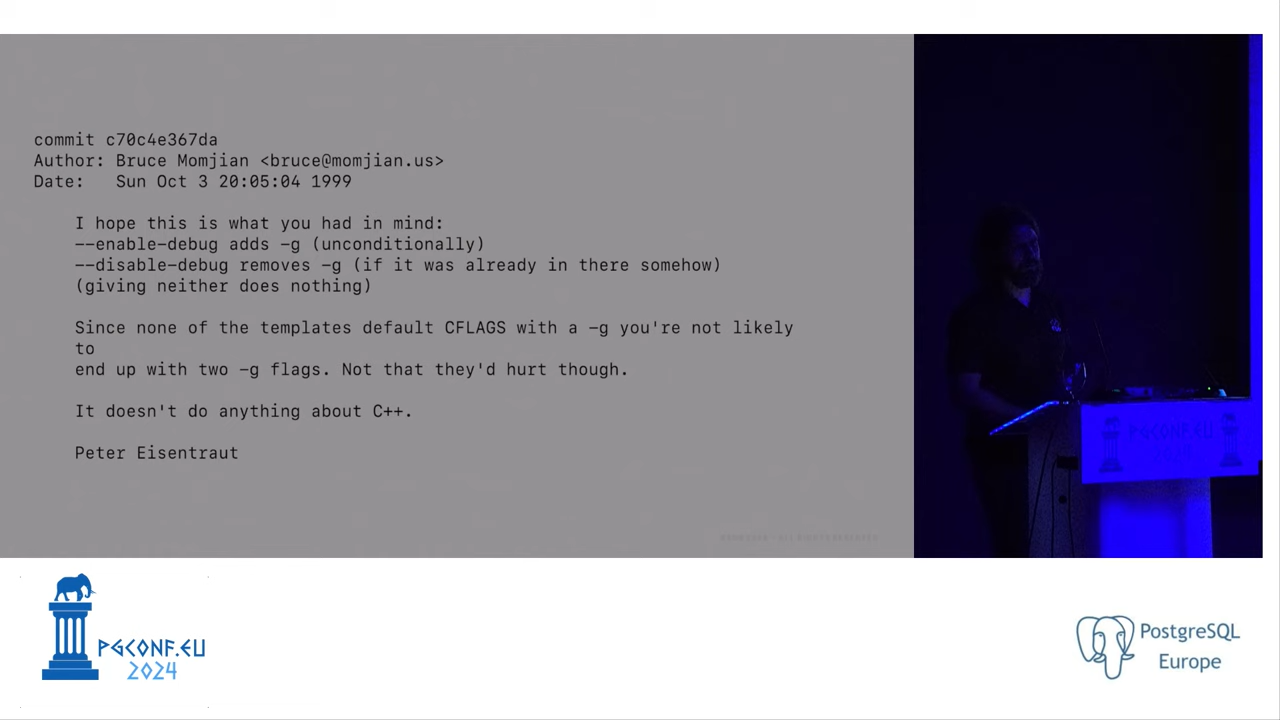 commit c70c4e367da
Author: Bruce Momjian <bruce@momjian.us>
Date:   Sun Oct 3 20:05:04 1999
I hope this is what you had in mind:
--enable-debug adds -g (unconditionally)
--disable-debug removes -g (if it was already in there somehow)
(giving neither does nothing)
Since none of the templates default CFLAGS with a -g you're not likely
to
end up with two -g flags. Not that they'd hurt though.
It doesn't do anything about C++.
Peter Eisentraut
PGCONF.EU
PGCONF.EU
2024
PostgreSQL
Europe